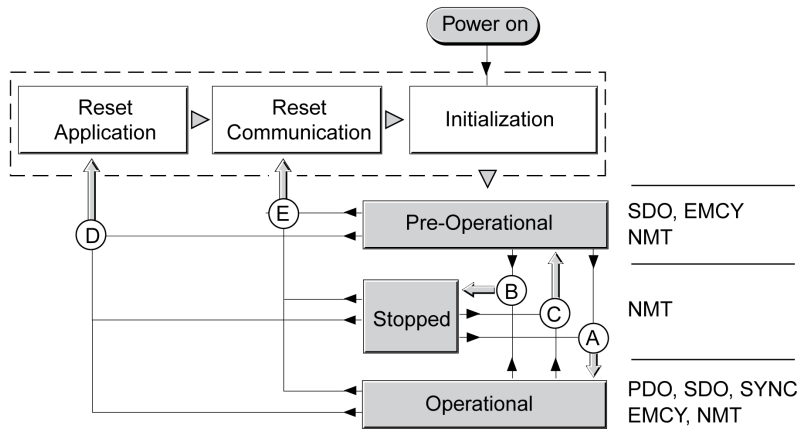 Power on
Reset
Application
Reset
Communication
Initialization
D
E
Pre-Operational
SDO, EMCY
NMT
B
Stopped
C
A
NMT
Operational
PDO, SDO, SYNC
EMCY, NMT